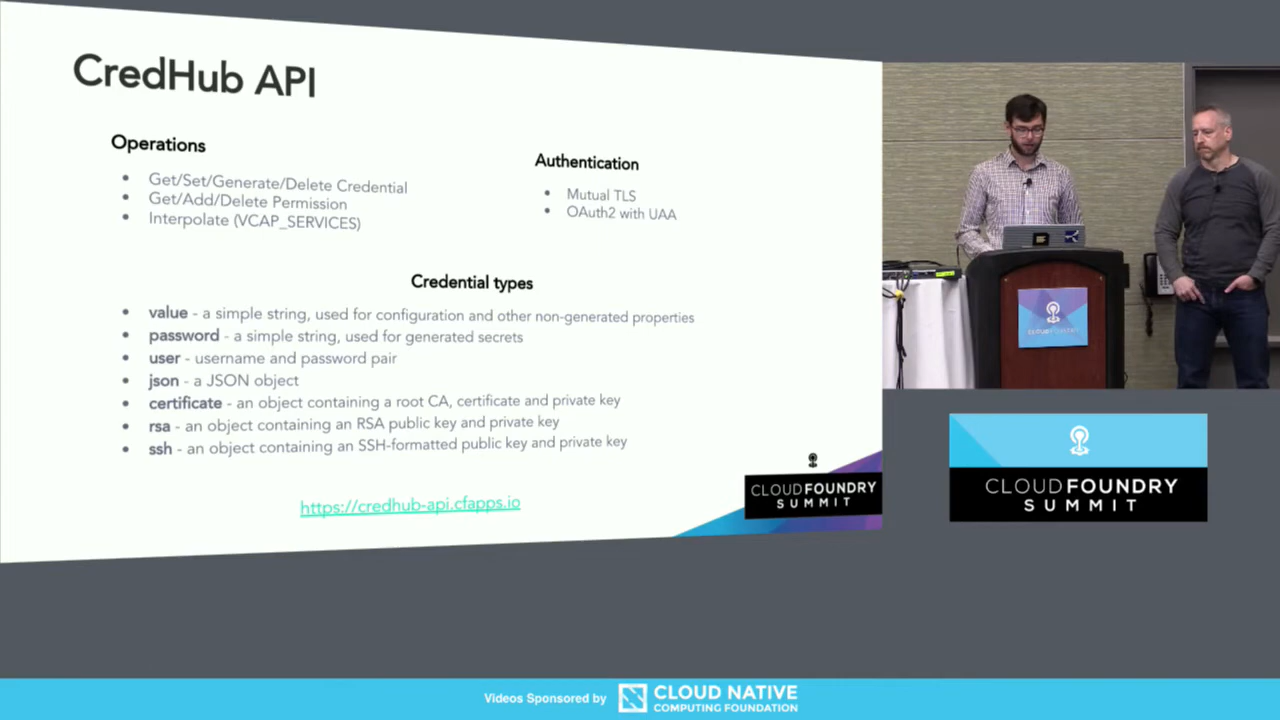 CredHub API
Operations
• Get/Set/Generate/Delete Credential
• Get/Add/Delete Permission
• Interpolate (VCAP_SERVICES)
Authentication
• Mutual TLS
• OAuth2 with UAA
Credential types
• value - a simple string, used for configuration and other non-generated properties
• password - a simple string, used for generated secrets
• user - username and password pair
• json - a JSON object
• certificate - an object containing a root CA, certificate and private key
• rsa - an object containing an RSA public key and private key
• ssh - an object containing an SSH-formatted public key and private key
https://credhub-api.cfapps.io
CLOUDFOUNDRY
SUMMIT
CLOUDFOUNDRY
CLOUDFOUNDRY
SUMMIT
Videos Sponsored by
CLOUD NATIVE
COMPUTING FOUNDATION